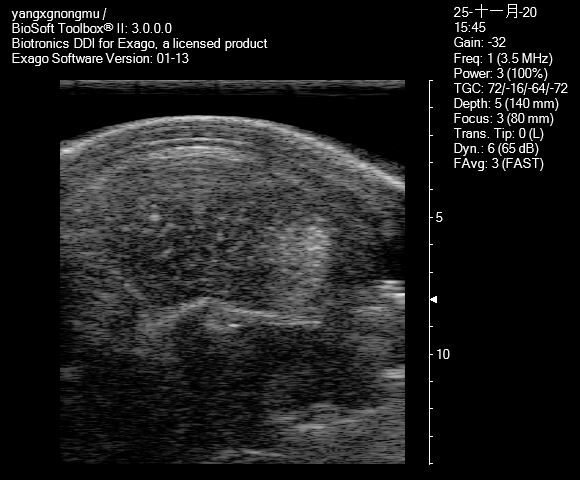 yangxgnongmu /
BioSoft Toolbox® II: 3.0.0.0
Biotronics DDI for Exago, a licensed product
Exago Software Version: 01-13
25-十一月-20
15:45
Gain: -32
Freq: 1 (3.5 MHz)
Power: 3 (100%)
TGC: 72/-16/-64/-72
Depth: 5 (140 mm)
Focus: 3 (80 mm)
Trans. Tip: 0 (L)
Dyn.: 6 (65 dB)
FAvg: 3 (FAST)
5
10